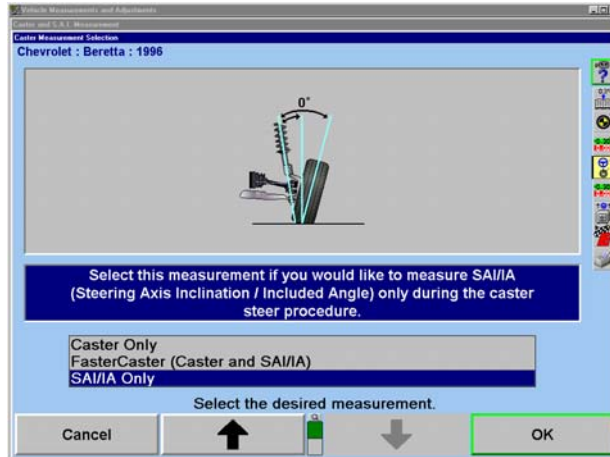 Vehicle Measurements and Adjustments
Caster and S.A.I. Measurement
Caster Measurement Selection
Chevrolet : Beretta : 1996
0°
Select this measurement if you would like to measure SAI/IA
(Steering Axis Inclination / Included Angle) only during the caster
steer procedure.
Caster Only
FasterCaster (Caster and SAI/IA)
SAI/IA Only
Select the desired measurement.
Cancel
OK